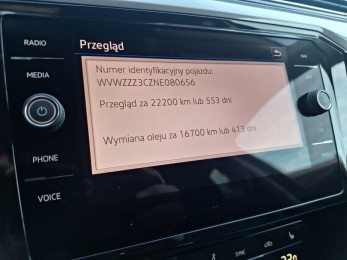 RADIO
Przegląd
MEDIA
Numer identyfikacyjny pojazdu:
WVWZZZ3CZNE080656
Przegląd za 22200 km lub 553 dni
Wymiana oleju za 16700 km lub 413 dni
PHONE
VOICE
SYNC